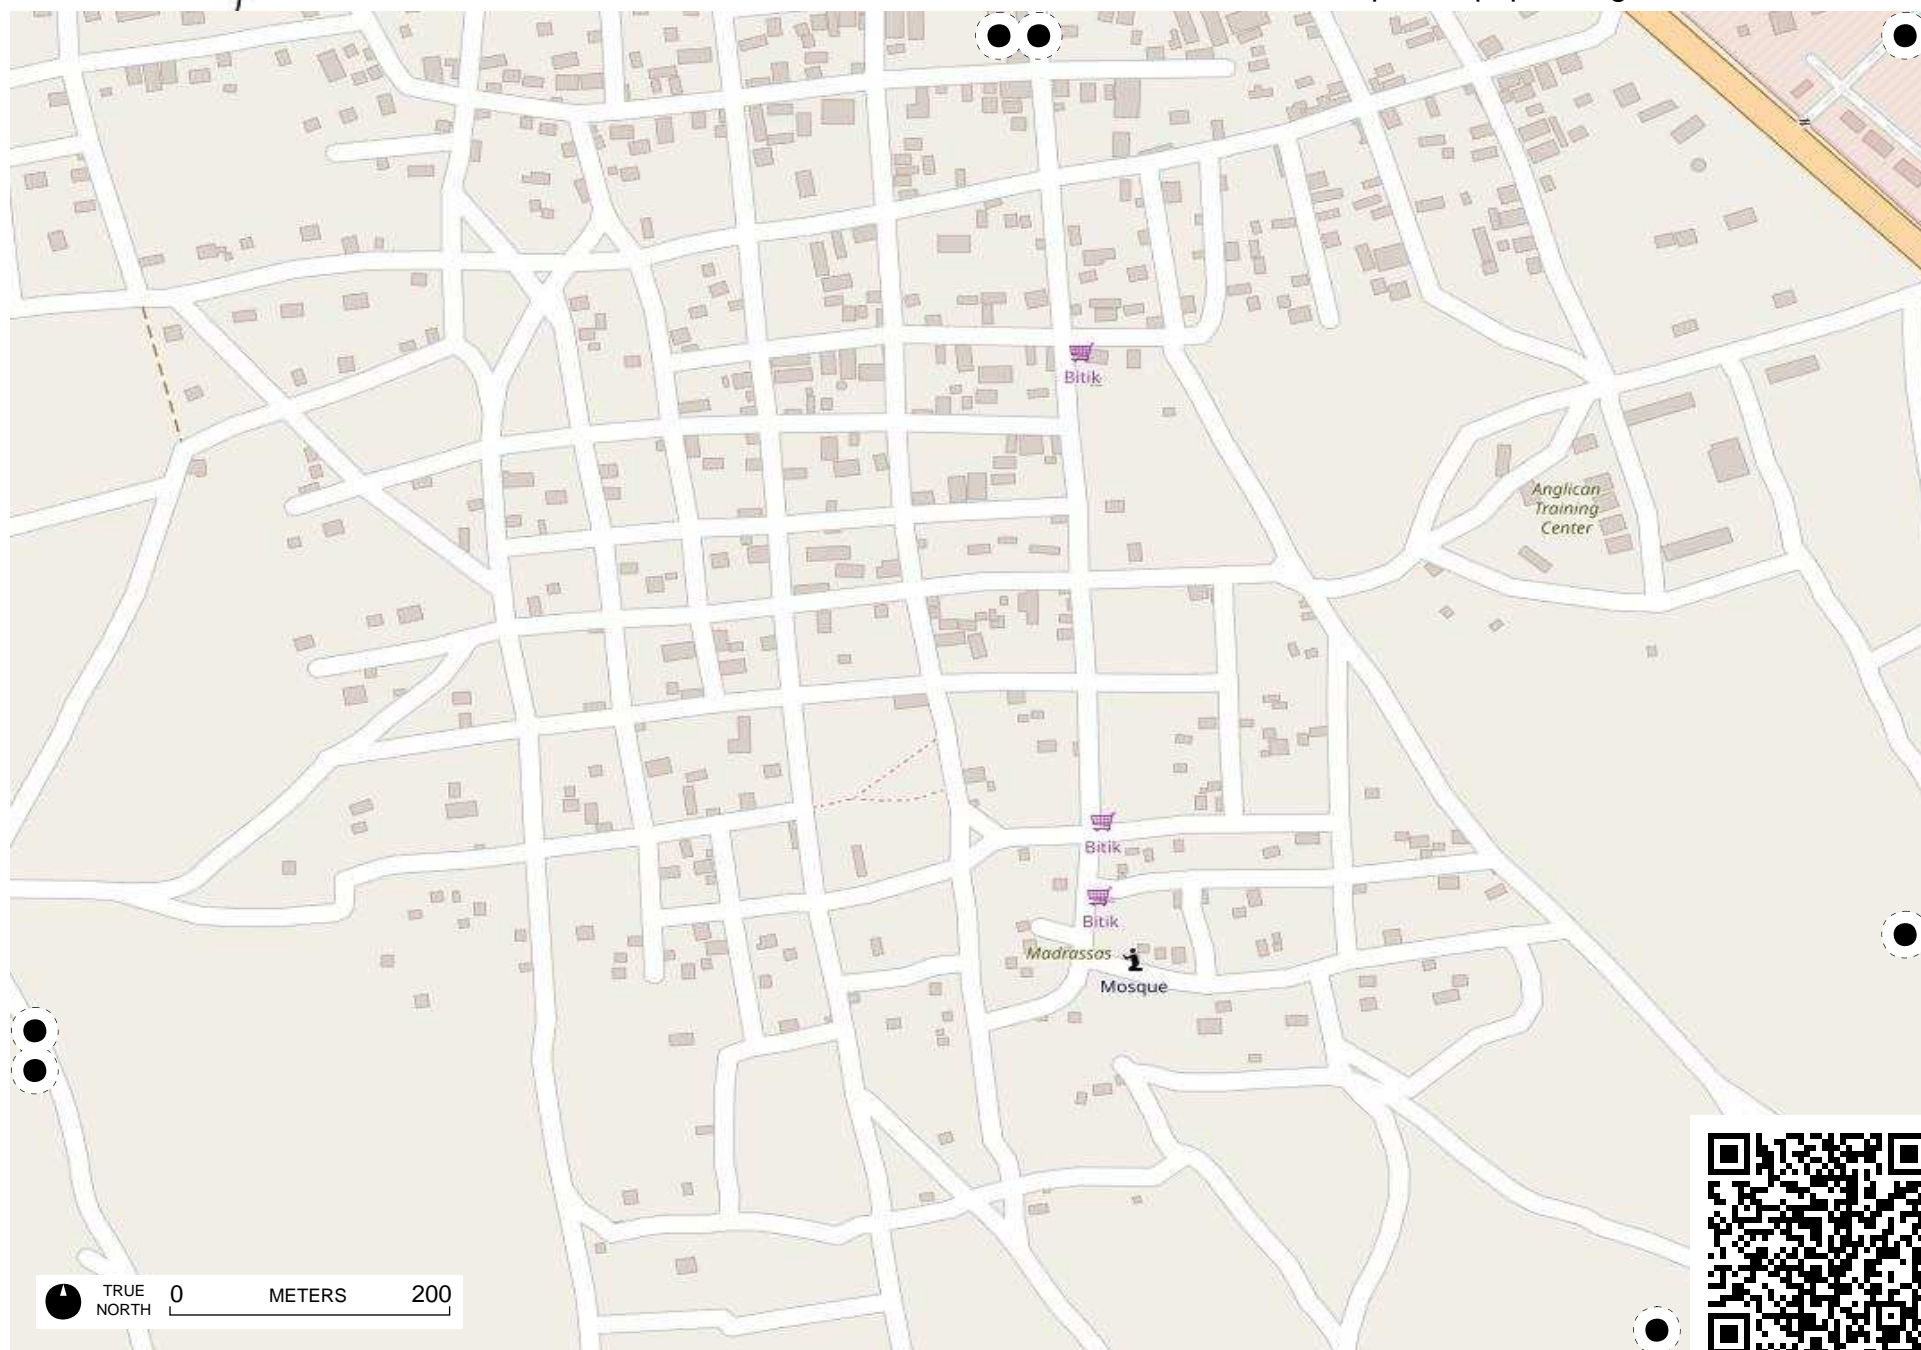 Bitik
Anglican
Training
Center
Bitik
Bitik
Madrassas
Mosque
TRUE
NORTH
0 METERS 200